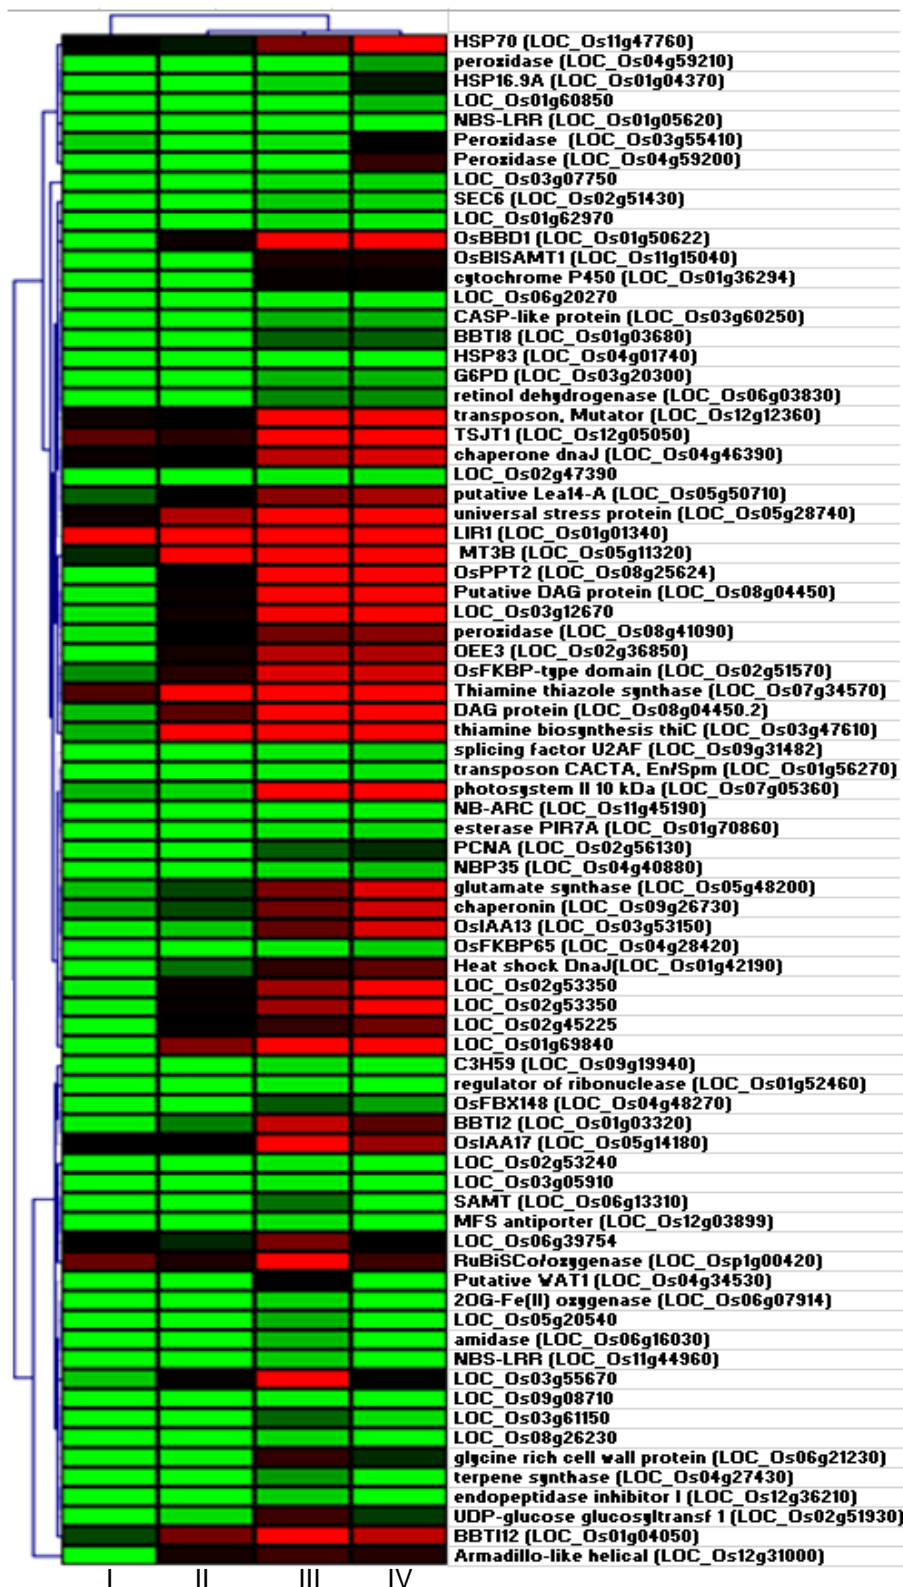 HSP70 (LOC_Os11g47760)
peroxidase (LOC_Os04g59210)
HSP16.9A (LOC_Os01g04370)
LOC_Os01g60850
NBS-LRR (LOC_Os01g05620)
Peroxidase (LOC_Os03g55410)
Peroxidase (LOC_Os04g59200)
LOC_Os03g07750
SEC6 (LOC_Os02g51430)
LOC_Os01g62970
OsBBD1 (LOC_Os01g50622)
OsBISAMT1 (LOC_Os11g15040)
cytochrome P450 (LOC_Os01g36294)
LOC_Os06g20270
CASP-like protein (LOC_Os03g60250)
BBTI8 (LOC_Os01g03680)
HSP83 (LOC_Os04g01740)
G6PD (LOC_Os03g20300)
retinol dehydrogenase (LOC_Os06g03830)
transposon, Mutator (LOC_Os12g12360)
TSJT1 (LOC_Os12g05050)
chaperone dnaJ (LOC_Os04g46390)
LOC_Os02g47390
putative Lea14-A (LOC_Os05g50710)
universal stress protein (LOC_Os05g28740)
LIR1 (LOC_Os01g01340)
MT3B (LOC_Os05g11320)
OsPPT2 (LOC_Os08g25624)
Putative DAG protein (LOC_Os08g04450)
LOC_Os03g12670
peroxidase (LOC_Os08g41090)
OEE3 (LOC_Os02g36850)
OsFKBP-type domain (LOC_Os02g51570)
Thiamine thiazole synthase (LOC_Os07g34570)
DAG protein (LOC_Os08g04450.2)
thiamine biosynthesis thiC (LOC_Os03g47610)
splicing factor U2AF (LOC_Os09g31482)
transposon CACTA, En/Spm (LOC_Os01g56270)
photosystem II 10 kDa (LOC_Os07g05360)
NB-ARC (LOC_Os11g45190)
esterase PIR7A (LOC_Os01g70860)
PCNA (LOC_Os02g56130)
NBP35 (LOC_Os04g40880)
glutamate synthase (LOC_Os05g48200)
chaperonin (LOC_Os09g26730)
OsIAA13 (LOC_Os03g53150)
OsFKBP65 (LOC_Os04g28420)
Heat shock DnaJ(LOC_Os01g42190)
LOC_Os02g53350
LOC_Os02g53350
LOC_Os02g45225
LOC_Os01g69840
C3H59 (LOC_Os09g19940)
regulator of ribonuclease (LOC_Os01g52460)
OsFBX148 (LOC_Os04g48270)
BBTI2 (LOC_Os01g03320)
OsIAA17 (LOC_Os05g14180)
LOC_Os02g53240
LOC_Os03g05910
SAMT (LOC_Os06g13310)
MFS antiporter (LOC_Os12g03899)
LOC_Os06g39754
RuBiSCo/oxygenase (LOC_Osp1g00420)
Putative WAT1 (LOC_Os04g34530)
2OG-Fe(II) oxygenase (LOC_Os06g07914)
LOC_Os05g20540
amidase (LOC_Os06g16030)
NBS-LRR (LOC_Os11g44960)
LOC_Os03g55670
LOC_Os09g08710
LOC_Os03g61150
LOC_Os08g26230
glycine rich cell wall protein (LOC_Os06g21230)
terpene synthase (LOC_Os04g27430)
endopeptidase inhibitor I (LOC_Os12g36210)
UDP-glucose glucosyltransf 1 (LOC_Os02g51930)
BBTI12 (LOC_Os01g04050)
Armadillo-like helical (LOC_Os12g31000)
I II III IV